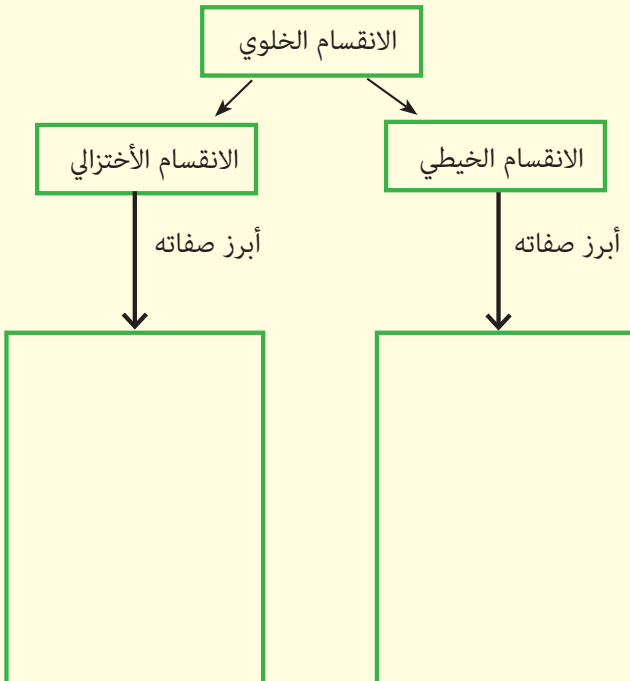 الانقسام الخلوي
الانقسام الخيطي
الانقسام الأختزالي
أبرز صفاته
أبرز صفاته